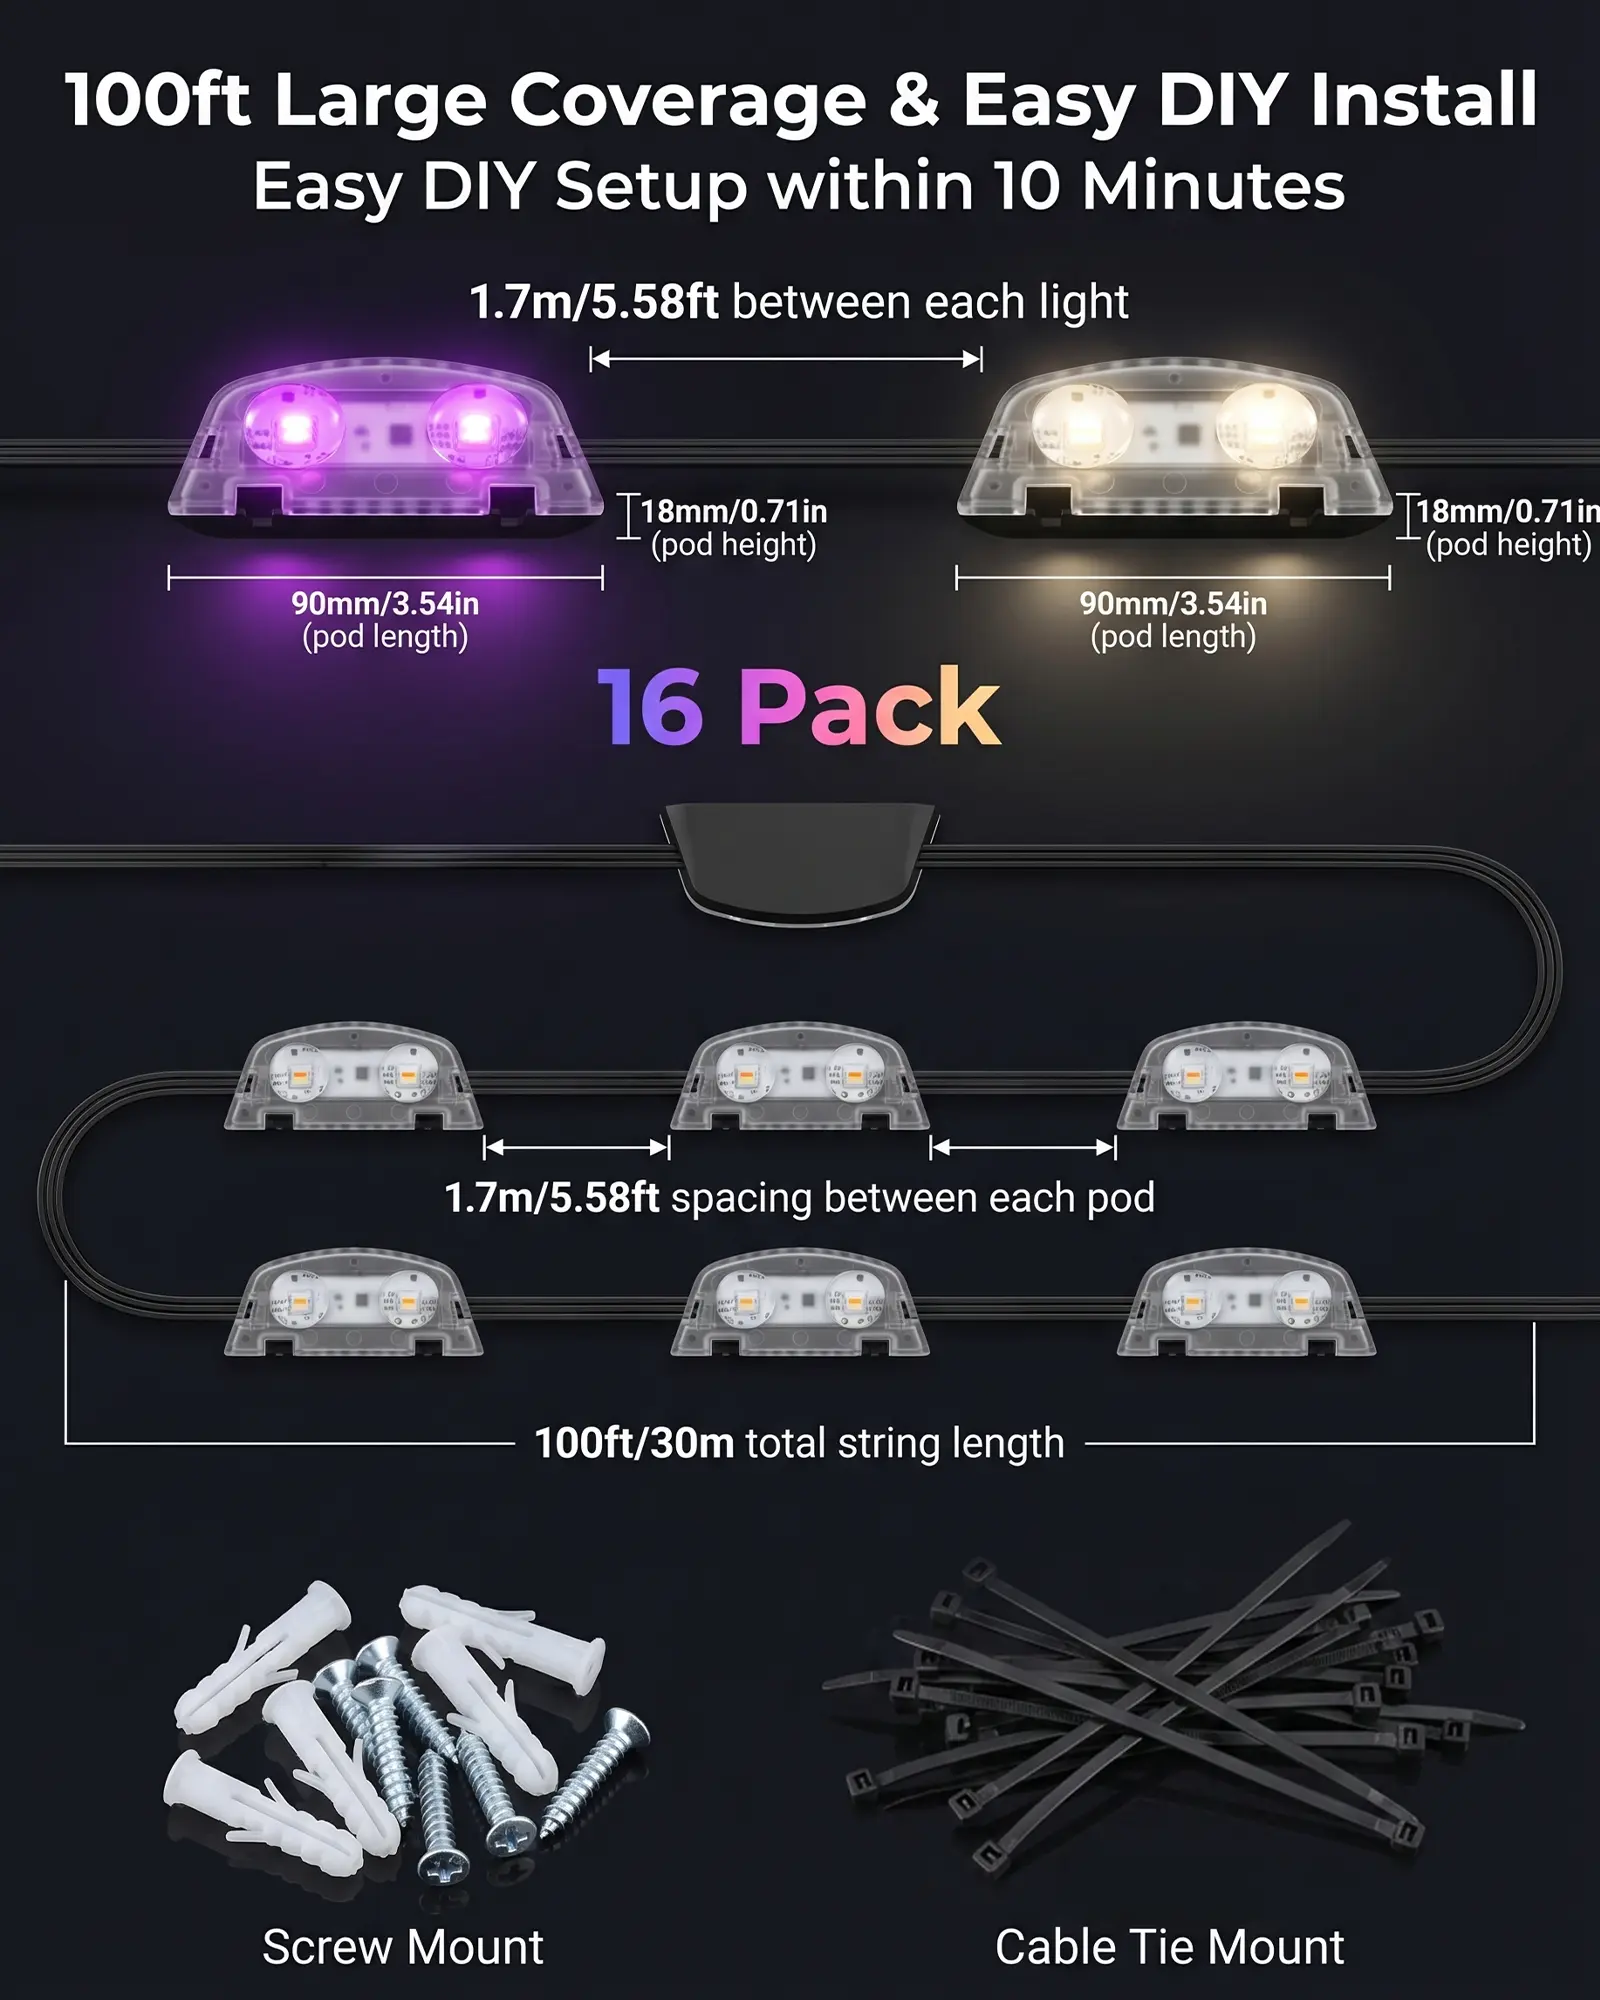 100ft Large Coverage & Easy DIY Install
Easy DIY Setup within 10 Minutes
1.7m/5.58ft between each light
18mm/0.71in
(pod height)
18mm/0.71in
(pod height)
90mm/3.54in
(pod length)
90mm/3.54in
(pod length)
16 Pack
1.7m/5.58ft spacing between each pod
100ft/30m total string length
Screw Mount
Cable Tie Mount